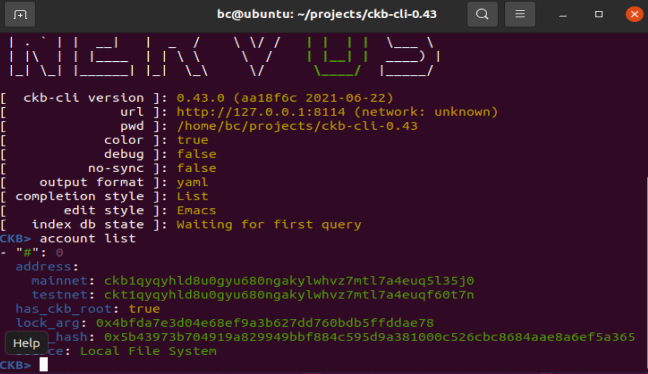 bc@ubuntu: ~/projects/ckb-cli-0.43
[ ckb-cli version ]: 0.43.0 (aa18f6c 2021-06-22)
[ url ]: http://127.0.0.1:8114 (network: unknown)
[ pwd ]: /home/bc/projects/ckb-cli-0.43
[ color ]: true
[ debug ]: false
[ no-sync ]: false
[ output format ]: yaml
[ completion style ]: List
[ edit style ]: Emacs
[ index db state ]: Waiting for first query
CKB> account list
- "#": 0
address:
mainnet: ckb1qyqyhld8u0gyu680ngakylwhvz7mtl7a4euq5l35j0
testnet: ckt1qyqyhld8u0gyu680ngakylwhvz7mtl7a4euqf60t7n
has_ckb_root: true
lock_arg: 0x4bfda7e3d04e68ef9a3b627dd760bdb5ffddae78
_hash: 0x5b43973b704919a829949bbf884c595d9a381000c526cbc8684aae8a6ef5a365
Help
: Local File System
CKB>